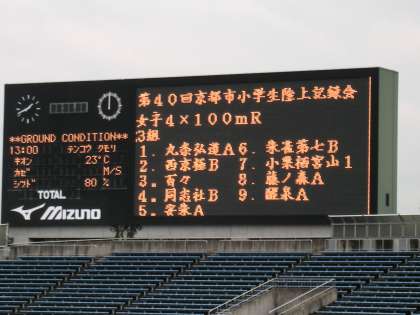 **GROUND CONDITION**
13:00 テンコウ クモリ
キオン 23℃
カゼ M/S
シツド 80 %
TOTAL
MIZUNO
第40回京都市小学生陸上記録会
女子4×100mR
3組
1. 丸条弘道A 6. 朱雀第七B
2. 西京極B 7. 小栗栖宮山1
3. 百々 8. 藤ノ森A
4. 同志社B 9. 醍泉A
5. 安朱A